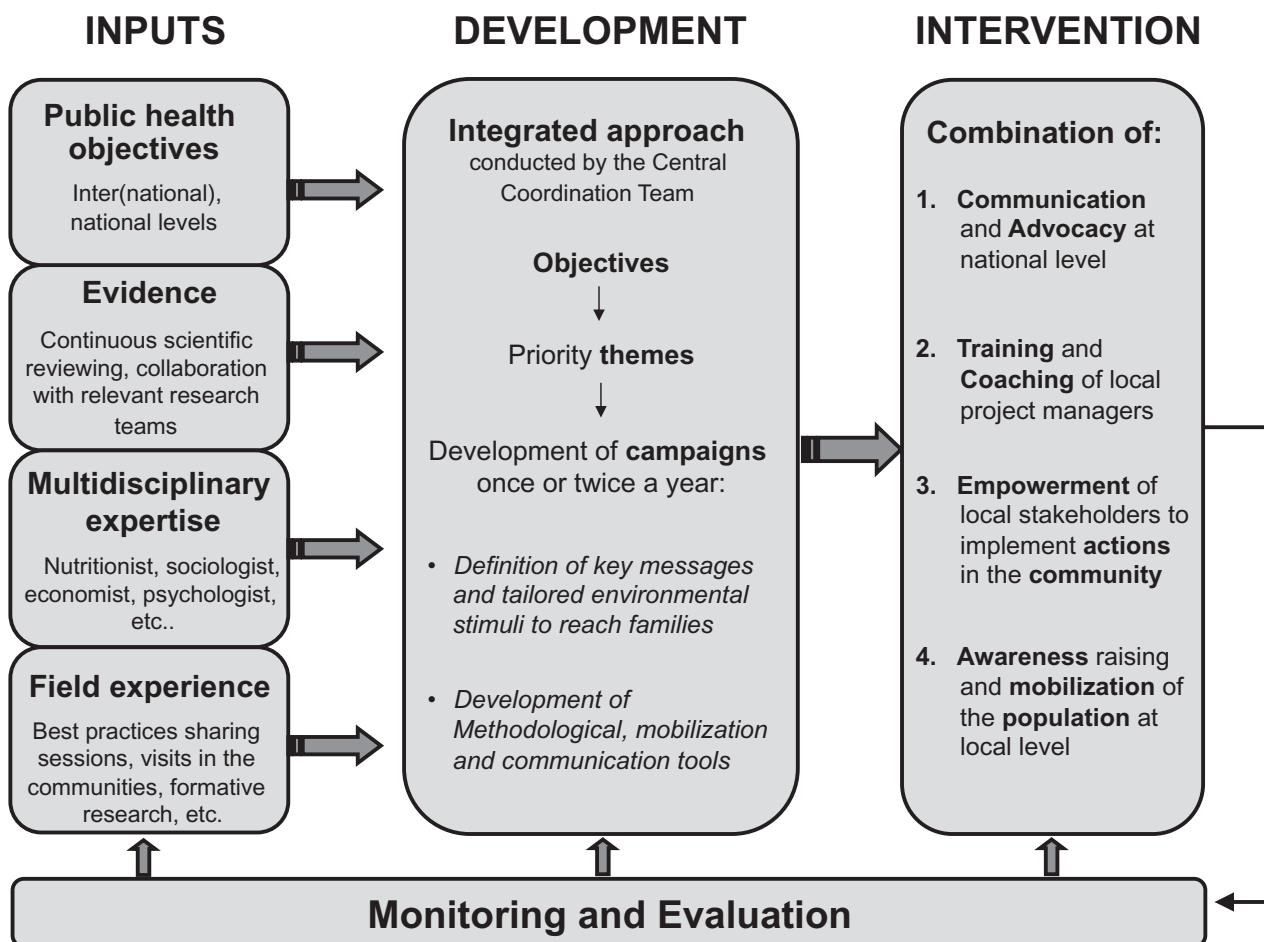 INPUTS
Public health
objectives
Inter(national),
national levels
Evidence
Continuous scientific
reviewing, collaboration
with relevant research
teams
Multidisciplinary
expertise
Nutritionist, sociologist,
economist, psychologist,
etc..
Field experience
Best practices sharing
sessions, visits in the
communities, formative
research, etc.
DEVELOPMENT
Integrated approach
conducted by the Central
Coordination Team
Objectives
Priority themes
Development of campaigns
once or twice a year:
• Definition of key messages
and tailored environmental
stimuli to reach families
• Development of
Methodological, mobilization
and communication tools
INTERVENTION
Combination of:
1. Communication
and Advocacy at
national level
2. Training and
Coaching of local
project managers
3. Empowerment of
local stakeholders to
implement actions
in the community
4. Awareness raising
and mobilization of
the population at
local level
Monitoring and Evaluation